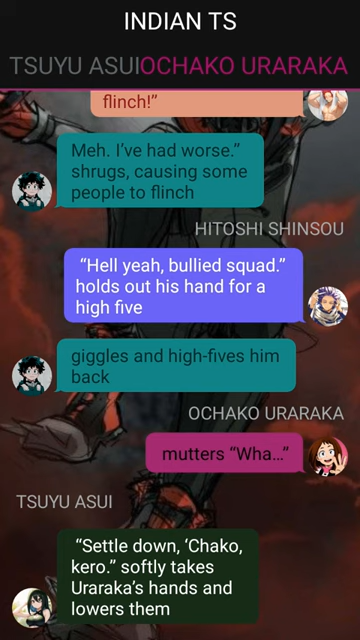 INDIAN TS
TSUYU ASUIOCHAKO URARAKA
flinch!”
Meh. I’ve had worse.”
shrugs, causing some
people to flinch
HITOSHI SHINSOU
“Hell yeah, bullied squad.”
holds out his hand for a
high five
giggles and high-fives him
back
OCHAKO URARAKA
mutters “Wha…”
TSUYU ASUI
“Settle down, ‘Chako,
kero.” softly takes
Uraraka’s hands and
lowers them